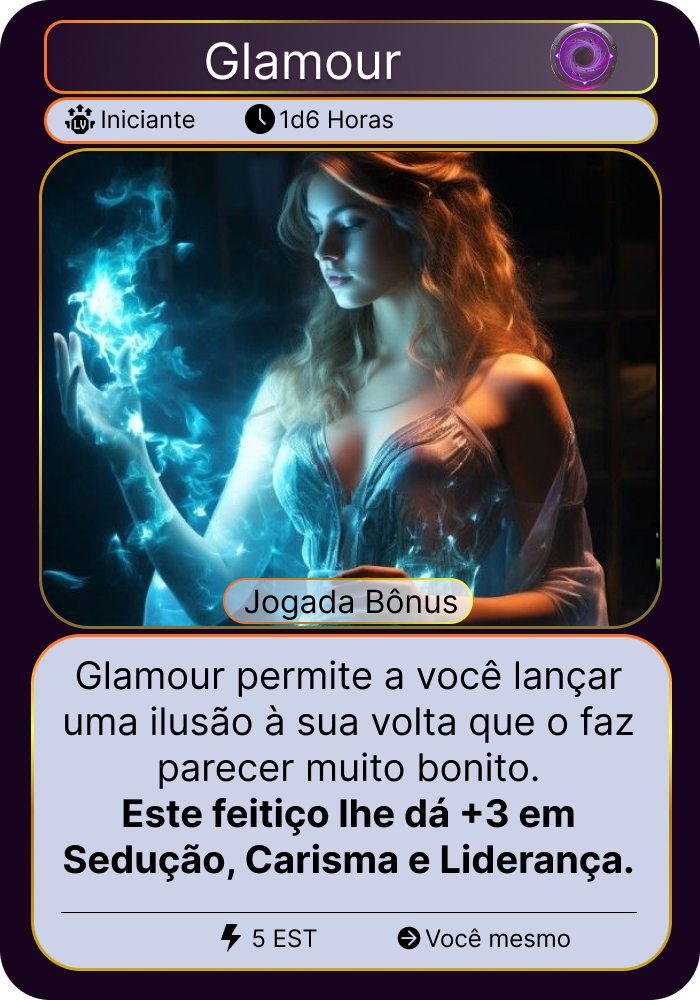 Glamour
LV Iniciante 1d6 Horas
Jogada Bônus
Glamour permite a você lançar
uma ilusão à sua volta que o faz
parecer muito bonito.
Este feitiço lhe dá +3 em
Sedução, Carisma e Liderança.
5 EST Você mesmo